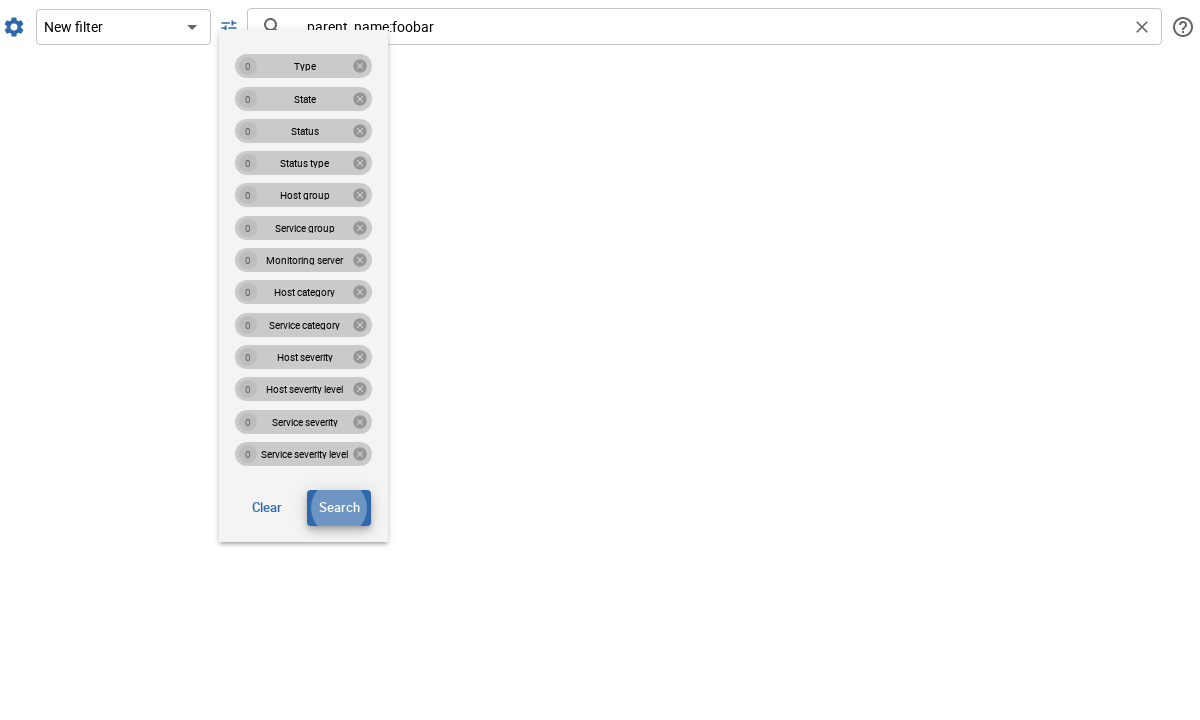 New filter
parent_name:foobar
0 Type
0 State
0 Status
0 Status type
0 Host group
0 Service group
0 Monitoring server
0 Host category
0 Service category
0 Host severity
0 Host severity level
0 Service severity
0 Service severity level
Clear Search